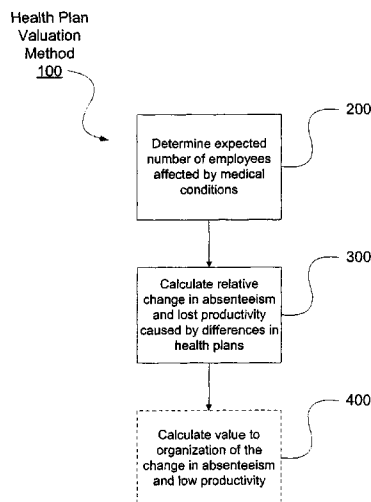 Health Plan
Valuation
Method
100
200
Determine expected
number of employees
affected by medical
conditions
300
Calculate relative
change in absenteeism
and lost productivity
caused by differences in
health plans
400
Calculate value to
organization of the
change in absenteeism
and low productivity